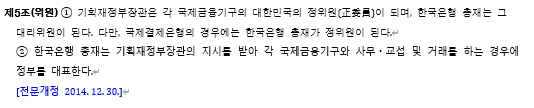 제5조(위원) ① 기획재정부장관은 각 국제금융기구의 대한민국의 정위원(正委員)이 되며, 한국은행 총재는 그
대리위원이 된다. 다만, 국제결제은행의 경우에는 한국은행 총재가 정위원이 된다.
② 한국은행 총재는 기획재정부장관의 지시를 받아 각 국제금융기구와 사무ㆍ교섭 및 거래를 하는 경우에
정부를 대표한다.
[전문개정 2014. 12. 30.]